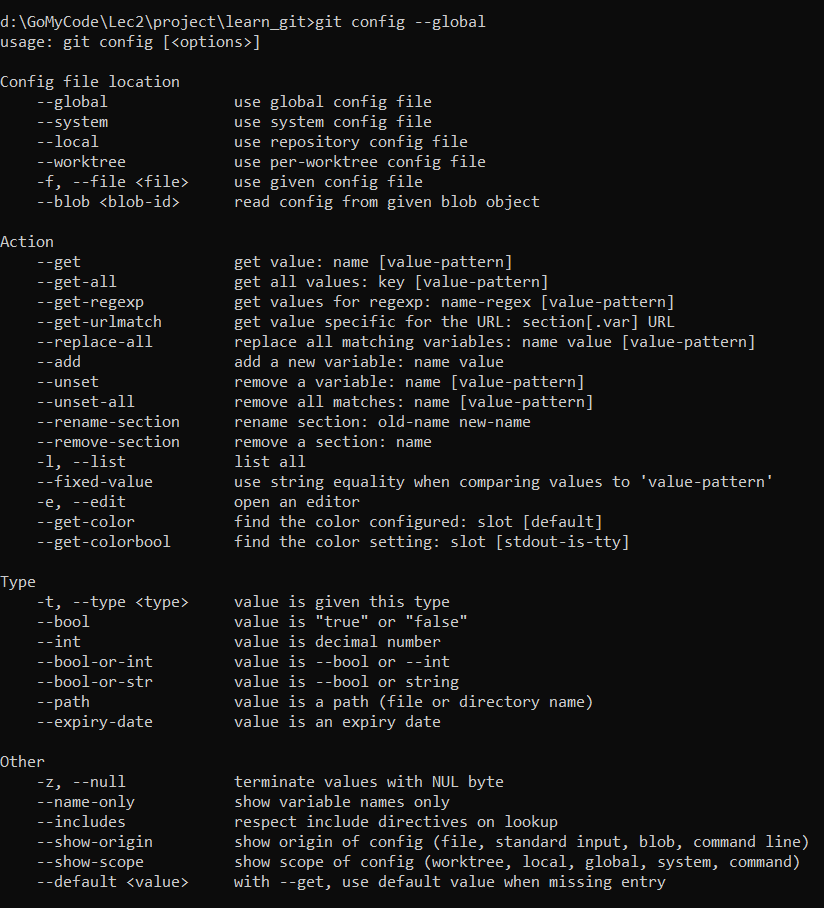 d:\GoMyCode\Lec2\project\learn_git>git config --global
usage: git config [<options>]

Config file location
    --global              use global config file
    --system              use system config file
    --local               use repository config file
    --worktree            use per-worktree config file
    -f, --file <file>     use given config file
    --blob <blob-id>      read config from given blob object

Action
    --get                 get value: name [value-pattern]
    --get-all             get all values: key [value-pattern]
    --get-regexp          get values for regexp: name-regex [value-pattern]
    --get-urlmatch        get value specific for the URL: section[.var] URL
    --replace-all         replace all matching variables: name value [value-pattern]
    --add                 add a new variable: name value
    --unset               remove a variable: name [value-pattern]
    --unset-all           remove all matches: name [value-pattern]
    --rename-section      rename section: old-name new-name
    --remove-section      remove a section: name
    -l, --list            list all
    --fixed-value         use string equality when comparing values to 'value-pattern'
    -e, --edit            open an editor
    --get-color           find the color configured: slot [default]
    --get-colorbool       find the color setting: slot [stdout-is-tty]

Type
    -t, --type <type>     value is given this type
    --bool                value is "true" or "false"
    --int                 value is decimal number
    --bool-or-int         value is --bool or --int
    --bool-or-str         value is --bool or string
    --path                value is a path (file or directory name)
    --expiry-date         value is an expiry date

Other
    -z, --null            terminate values with NUL byte
    --name-only           show variable names only
    --includes            respect include directives on lookup
    --show-origin         show origin of config (file, standard input, blob, command line)
    --show-scope          show scope of config (worktree, local, global, system, command)
    --default <value>     with --get, use default value when missing entry